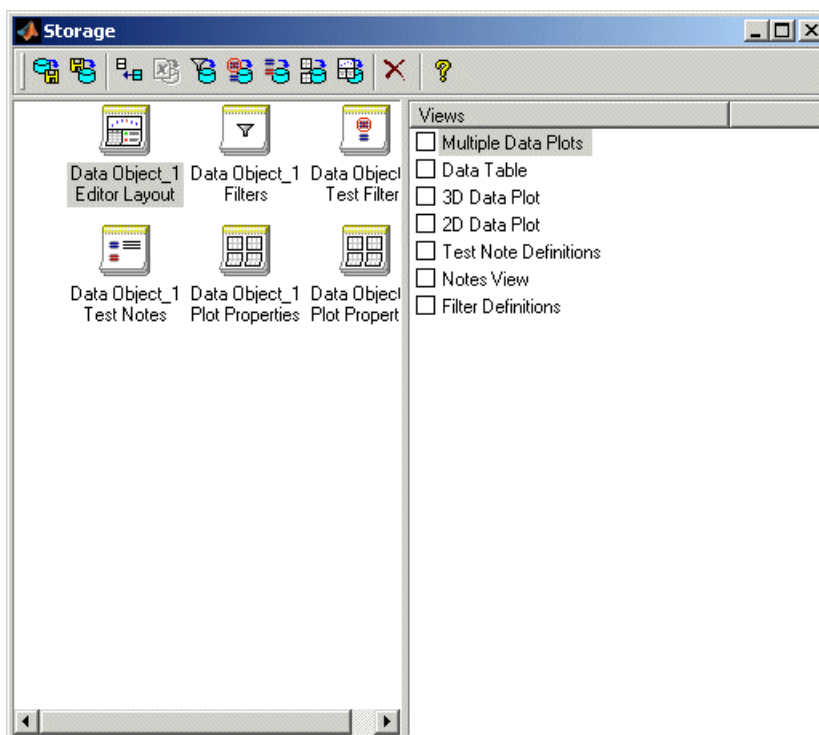 Storage
Views
Data Object_1
Editor Layout
Data Object_1
Filters
Data Object
Test Filter
Data Object_1
Test Notes
Data Object_1
Plot Properties
Data Object
Plot Propert
Multiple Data Plots
Data Table
3D Data Plot
2D Data Plot
Test Note Definitions
Notes View
Filter Definitions